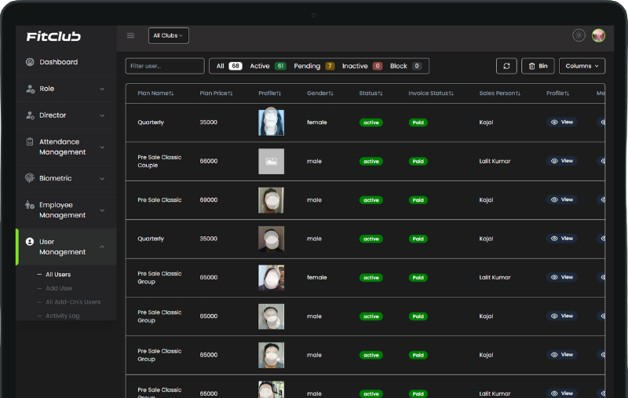 FitClub
All Clubs
Dashboard
Role
Director
Attendance Management
Biometric
Employee Management
User Management
All Users
Add User
All Add-On's Users
Activity Log
Filter user...
All 68 Active 61 Pending 7 Inactive 0 Block 0
Bin
Columns
Plan Name Plan Price Profile Gender Status Invoice Status Sales Person Profile
Quarterly 35000 female active Paid Kajal View
Pre Sale Classic Couple 66000 male active Paid Lalit Kumar View
Pre Sale Classic 69000 male active Paid Kajal View
Quarterly 35000 male active Paid Kajal View
Pre Sale Classic Group 65000 female active Paid Lalit Kumar View
Pre Sale Classic Group 65000 male active Paid Kajal View
Pre Sale Classic Group 65000 male active Paid Kajal View
Pre Sale Classic Group 65000 male active Paid Lalit Kumar View